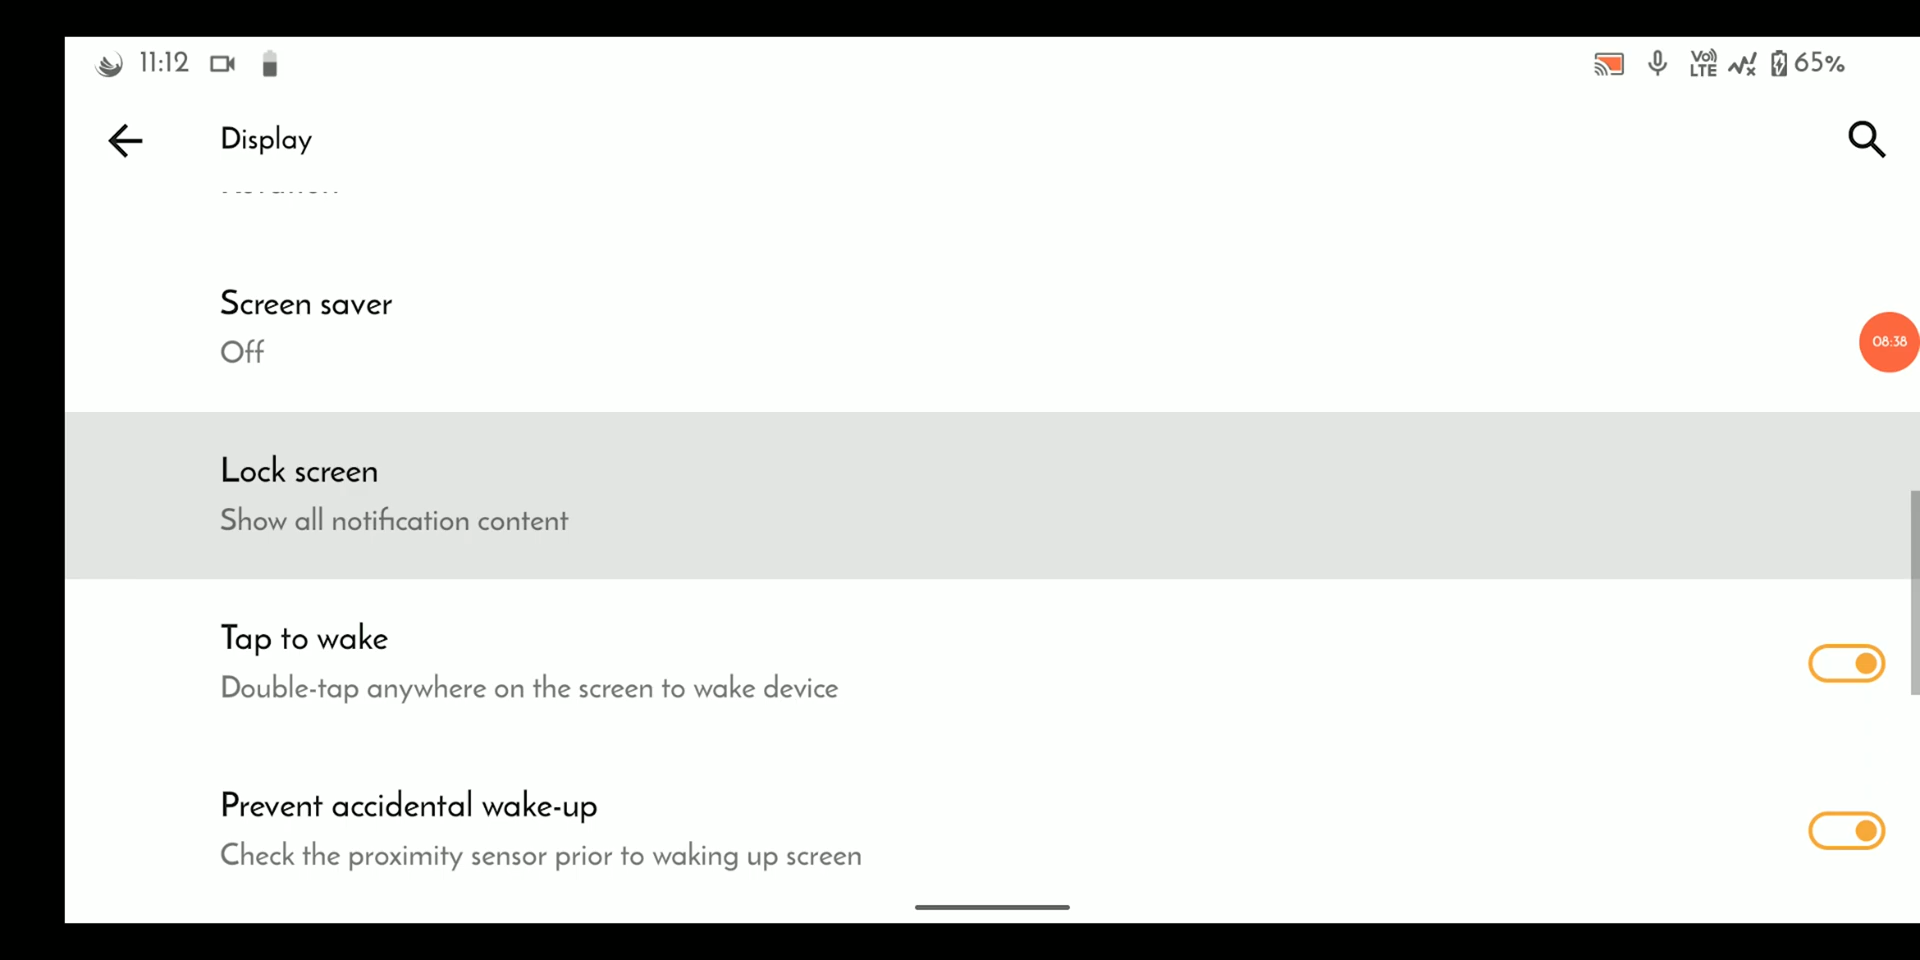 11:12
Vo)) LTE 65%
Display
Screen saver
Off
08:38
Lock screen
Show all notification content
Tap to wake
Double-tap anywhere on the screen to wake device
Prevent accidental wake-up
Check the proximity sensor prior to waking up screen